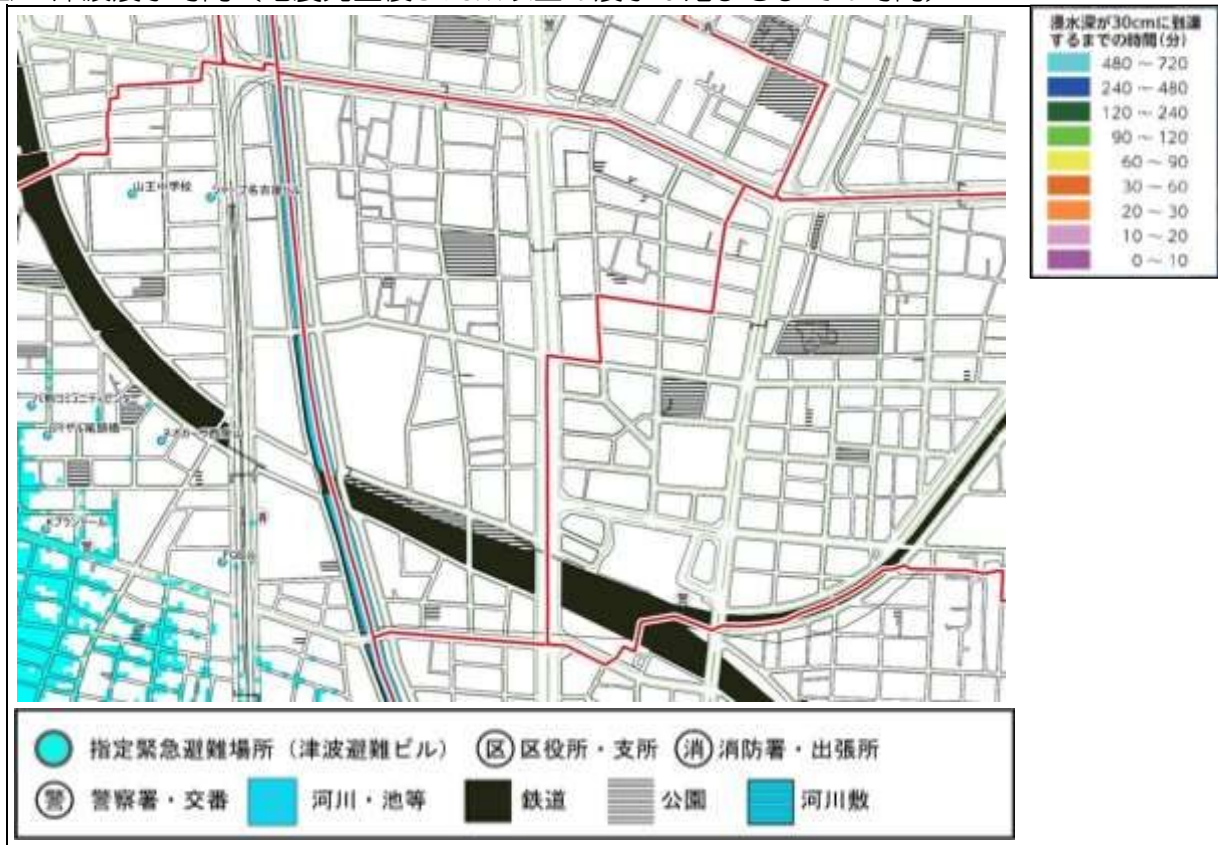 浸水深が30cmに到達
するまでの時間(分)
480 ～ 720
240 ～ 480
120 ～ 240
90 ～ 120
60 ～ 90
30 ～ 60
20 ～ 30
10 ～ 20
0 ～ 10
山王中学校
指定緊急避難場所（津波避難ビル） 区 区役所・支所 消 消防署・出張所
警 警察署・交番 河川・池等 鉄道 公園 河川敷